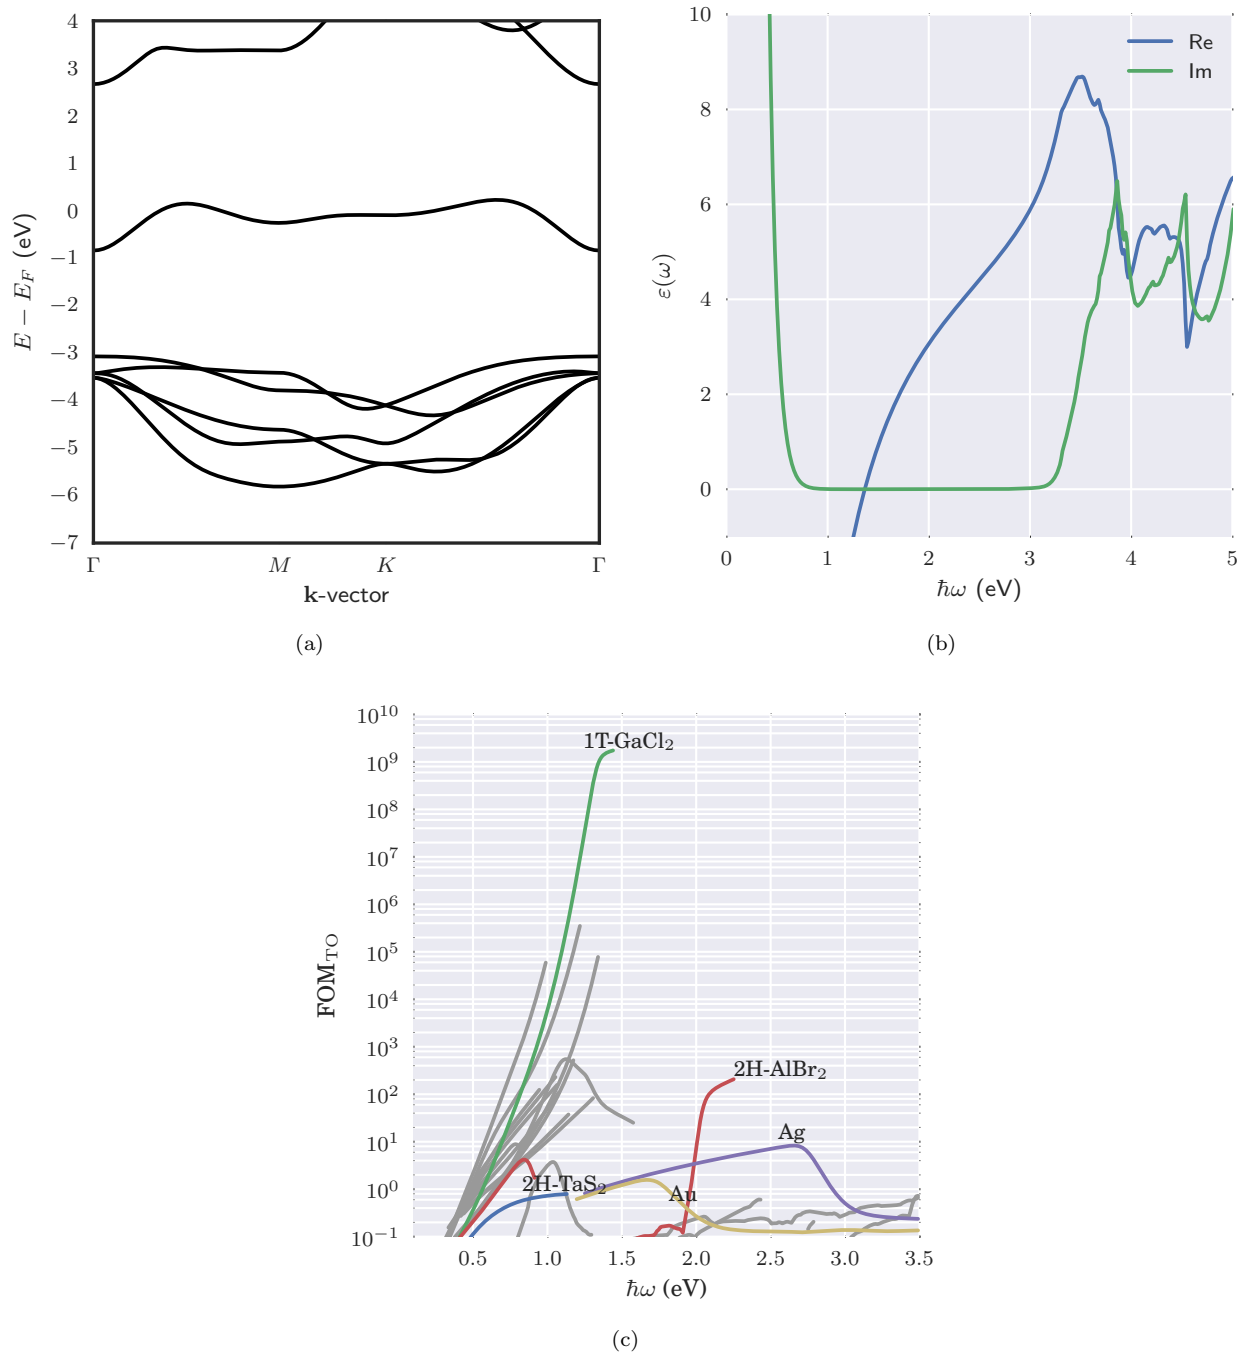 4
3
2
1
0
−1
−2
−3
−4
−5
−6
−7
E − E_F (eV)
Γ M K Γ
k-vector
(a)
10
8
6
4
2
0
ε(ω)
Re
Im
0 1 2 3 4 5
ħω (eV)
(b)
10^10
10^9
10^8
10^7
10^6
10^5
10^4
10^3
10^2
10^1
10^0
10^−1
FOM_TO
1T-GaCl₂
2H-AlBr₂
Ag
2H-TaS₂
Au
0.5 1.0 1.5 2.0 2.5 3.0 3.5
ħω (eV)
(c)